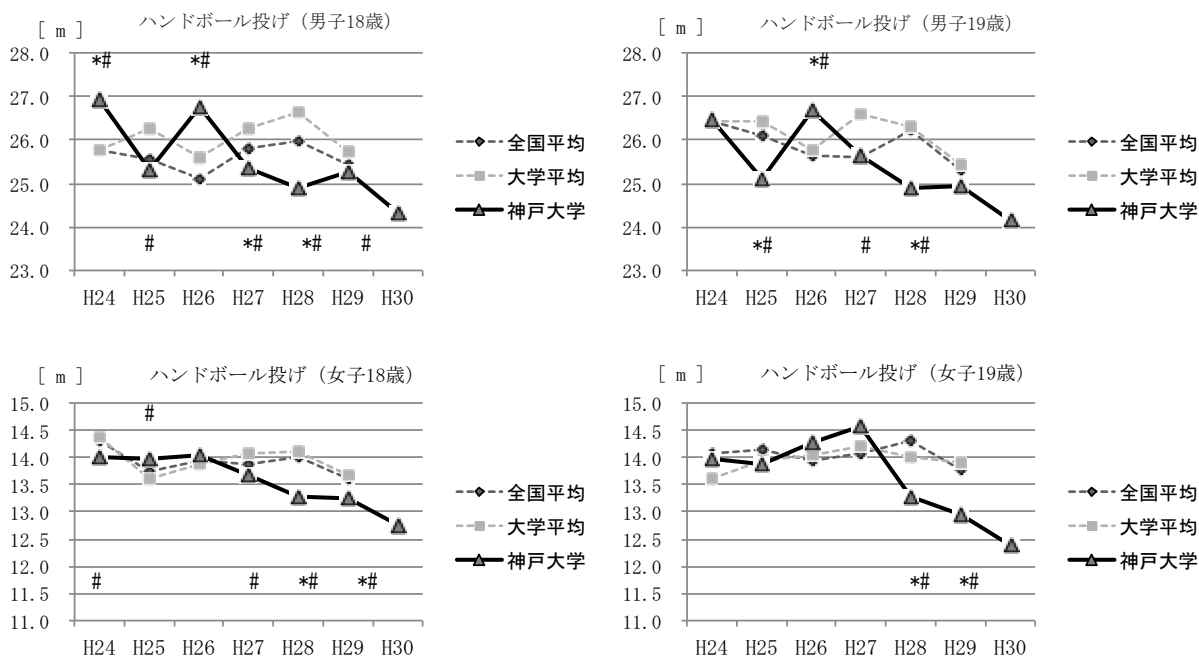 ハンドボール投げ（男子18歳）
[ m ]
28.0
27.0
26.0
25.0
24.0
23.0
*#
*#
#
*#
*#
#
H24 H25 H26 H27 H28 H29 H30
全国平均
大学平均
神戸大学
ハンドボール投げ（男子19歳）
[ m ]
28.0
27.0
26.0
25.0
24.0
23.0
*#
*#
#
*#
H24 H25 H26 H27 H28 H29 H30
全国平均
大学平均
神戸大学
ハンドボール投げ（女子18歳）
[ m ]
15.0
14.5
14.0
13.5
13.0
12.5
12.0
11.5
11.0
#
#
#
*#
*#
H24 H25 H26 H27 H28 H29 H30
全国平均
大学平均
神戸大学
ハンドボール投げ（女子19歳）
[ m ]
15.0
14.5
14.0
13.5
13.0
12.5
12.0
11.5
11.0
*#
*#
H24 H25 H26 H27 H28 H29 H30
全国平均
大学平均
神戸大学